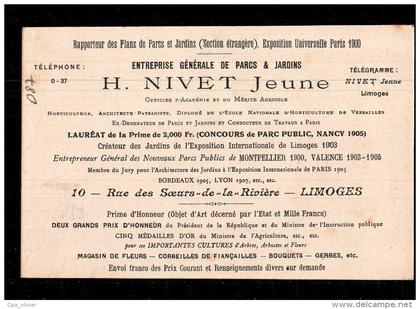 Rapporteur des Plans de Parcs et Jardins (Section étrangère), Exposition Universelle Paris 1900
ENTREPRISE GÉNÉRALE DE PARCS & JARDINS
TÉLÉPHONE :
0-37
TÉLÉGRAMME :
NIVET Jeune
Limoges
087
H. NIVET Jeune
OFFICIER D'ACADÉMIE ET DU MÉRITE AGRICOLE
HORTICULTEUR, ARCHITECTE PAYSAGISTE, DIPLOMÉ DE L'ECOLE NATIONALE D'HORTICULTURE DE VERSAILLES
EX-DESSINATEUR DE PARCS ET JARDINS ET CONDUCTEUR DE TRAVAUX A PARIS
LAURÉAT de la Prime de 2,000 Fr. (CONCOURS de PARC PUBLIC, NANCY 1905)
Créateur des Jardins de l'Exposition Internationale de Limoges 1903
Entrepreneur Général des Nouveaux Parcs Publics de MONTPELLIER 1900, VALENCE 1903-1905
Membre du Jury pour l'Architecture des Jardins à l'Exposition Internationale de PARIS 1905
BORDEAUX 1905, LYON 1907, etc., etc.
10 — Rue des Sœurs-de-la-Rivière — LIMOGES
Prime d'Honneur (Objet d'Art décerné par l'Etat et Mille Francs)
DEUX GRANDS PRIX D'HONNEUR du Président de la République et du Ministre de l'Instruction publique
CINQ MÉDAILLES D'OR du Ministre de l'Agriculture, etc., etc.
pour ses IMPORTANTES CULTURES d'Arbres, Arbustes et Fleurs
MAGASIN DE FLEURS — CORBEILLES DE FIANÇAILLES — BOUQUETS — GERBES, etc.
Envoi franco des Prix Courant et Renseignements divers sur demande